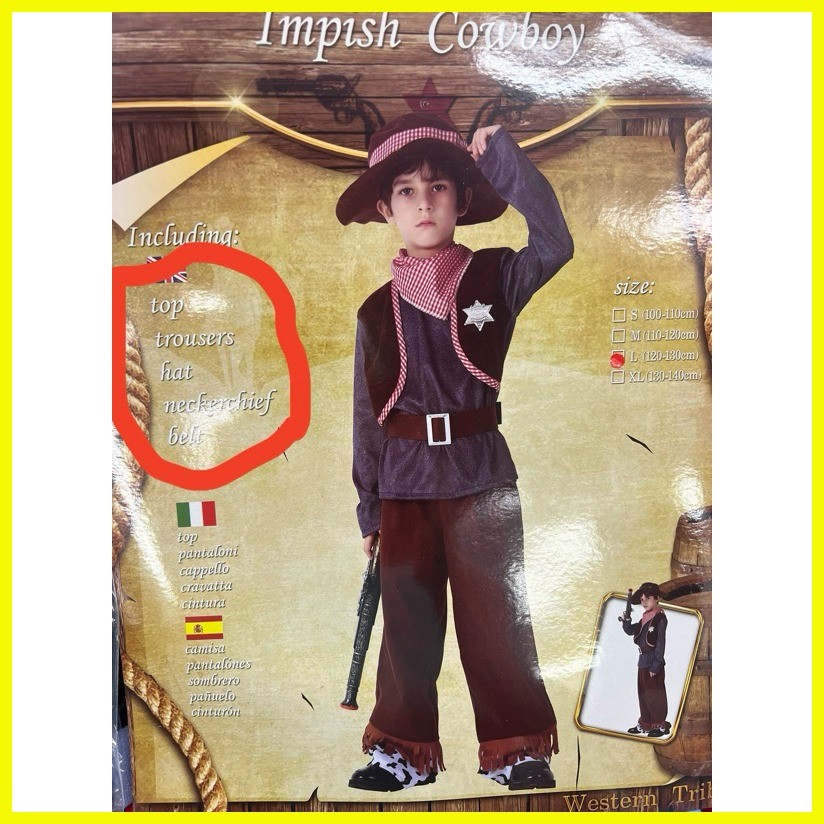 Impish Cowboy
Including:
top
trousers
hat
neckerchief
belt
top
pantaloni
cappello
cravatta
cintura
camisa
pantalones
sombrero
pañuelo
cinturón
size:
S (100-110cm)
M (110-120cm)
L (120-130cm)
XL (130-140cm)
Western